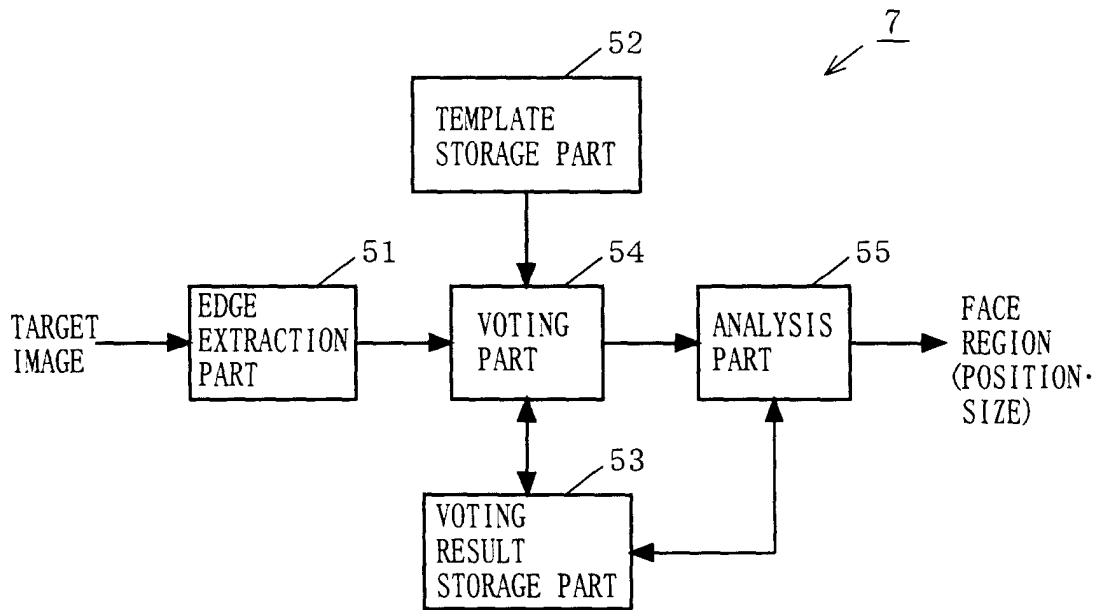 7
52
TEMPLATE
STORAGE PART
51
EDGE
EXTRACTION
PART
54
VOTING
PART
55
ANALYSIS
PART
TARGET
IMAGE
FACE
REGION
(POSITION·
SIZE)
53
VOTING
RESULT
STORAGE PART